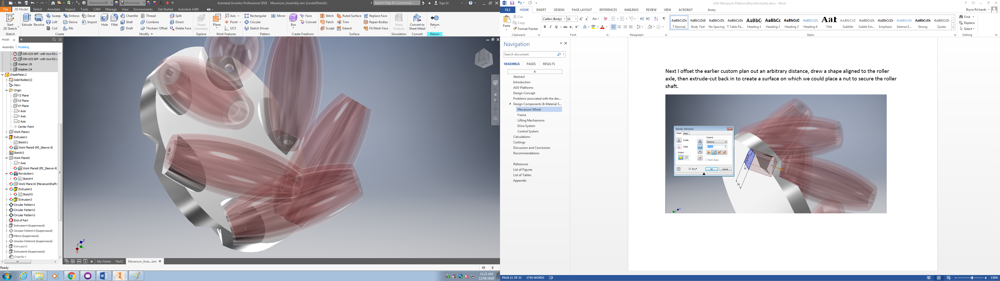 Aluminum 60
Aluminum
Autodesk Inventor Professional 2018 Mecanum_Assembly.iam (LevelofDetail1)
Search Help & Commands...
Sign In
File
3D Model
Sketch
Annotate
Inspect
Tools
CAM
Manage
View
Environments
Get Started
Autodesk A360
Start
2D Sketch
Extrude
Revolve
Sweep
Emboss
Decal
Loft
Derive
Import
Coil
Rib
Hole
Fillet
Chamfer
Thread
Shell
Combine
Draft
Thicken/ Offset
Split
Direct
Delete Face
Shape
Generator
Plane
Axis
Point
UCS
Rectangular
Mirror
Circular
Sketch Driven
Box
Face
Convert
Stitch
Ruled Surface
Replace Face
Patch
Trim
Repair Bodies
Sculpt
Extend
Fit Mesh Face
Stress
Analysis
Convert to
Sheet Metal
Return
Sketch
Create
Modify
Explore
Work Features
Pattern
Create Freeform
Surface
Simulation
Convert
Return
Model
Assembly
Modeling
DIN 625 SKF- with two RS1
DIN 625 SKF- with two RS1
Washer:19
Washer:24
CheekPlate:2
Solid Bodies(1)
View:
Origin
YZ Plane
XZ Plane
XY Plane
X Axis
Y Axis
Z Axis
Center Point
Work Plane1
Extrusion1
Sketch1
Work Plane8 (PE_Sleeve:4)
Sketch3
Work Plane9
Y Axis
Work Plane8 (PE_Sleeve:4)
Revolution1
Sketch4
Work Plane10 (MecanumShaft:
Extrusion2
Sketch5
Extrusion3
Circular Pattern1
Circular Pattern2
Circular Pattern3
End of Part
Extrusion4 (Suppressed)
Circular Pattern4 (Suppressed)
Fillet1 (Suppressed)
Circular Pattern5 (Suppressed)
Extrusion5
Extrusion6 (Suppressed)
Chamfer1
Z
Y
X
My Home
Part1
Mecanum_Asse...iam
Ready
45 8
11:22 AM
12/06/2018
AGV Mecanum Platform(BryceRichards).docx - Word
FILE
HOME
INSERT
DESIGN
PAGE LAYOUT
REFERENCES
MAILINGS
REVIEW
VIEW
ACROBAT
Avery
Bryce Richards
Paste
Cut
Copy
Format Painter
Calibri (Body)
11
AaBbCcDc
¶ Normal
AaBbCcDd
Body Text
AaBbCcDc
No Spacing
AaBbCcDc
¶ Table Pa...
AaBbC
Heading 1
AaBbCc
Heading 2
AaBbCcD
Heading 3
AaBbCcDc
Heading 4
Title
AaBbCcD
Subtitle
AaBbCcDc
Subtle Em...
AaBbCcDc
Emphasis
AaBbCcDc
Intense E...
AaBbCcDc
Strong
AaBbCcDc
Quote
Find
Replace
Select
Clipboard
Font
Paragraph
Styles
Editing
Navigation
Search document
HEADINGS
PAGES
RESULTS
Abstract
Introduction
AGV Platforms
Design Concept
Problems associated with the des...
Design Components & Material S...
Mecanum Wheel
Frame
Lifting Mechanisms
Drive System
Control System
Calculations
Costings
Discussion and Conclusion
Recommendations
References
List of Figures
List of Tables
Appendix
Next I offset the earlier custom plan out an arbitrary distance, drew a shape aligned to the roller
axle, then extrude-cut back in to create a surface on which we could place a nut to secure the roller
shaft.
Extrude : Extrusion2
Shape
More
Profile
Solids
Output
Extents
Distance
Match shape
OK
Cancel
10
30
PAGE 11 OF 22
1754 WORDS
150%